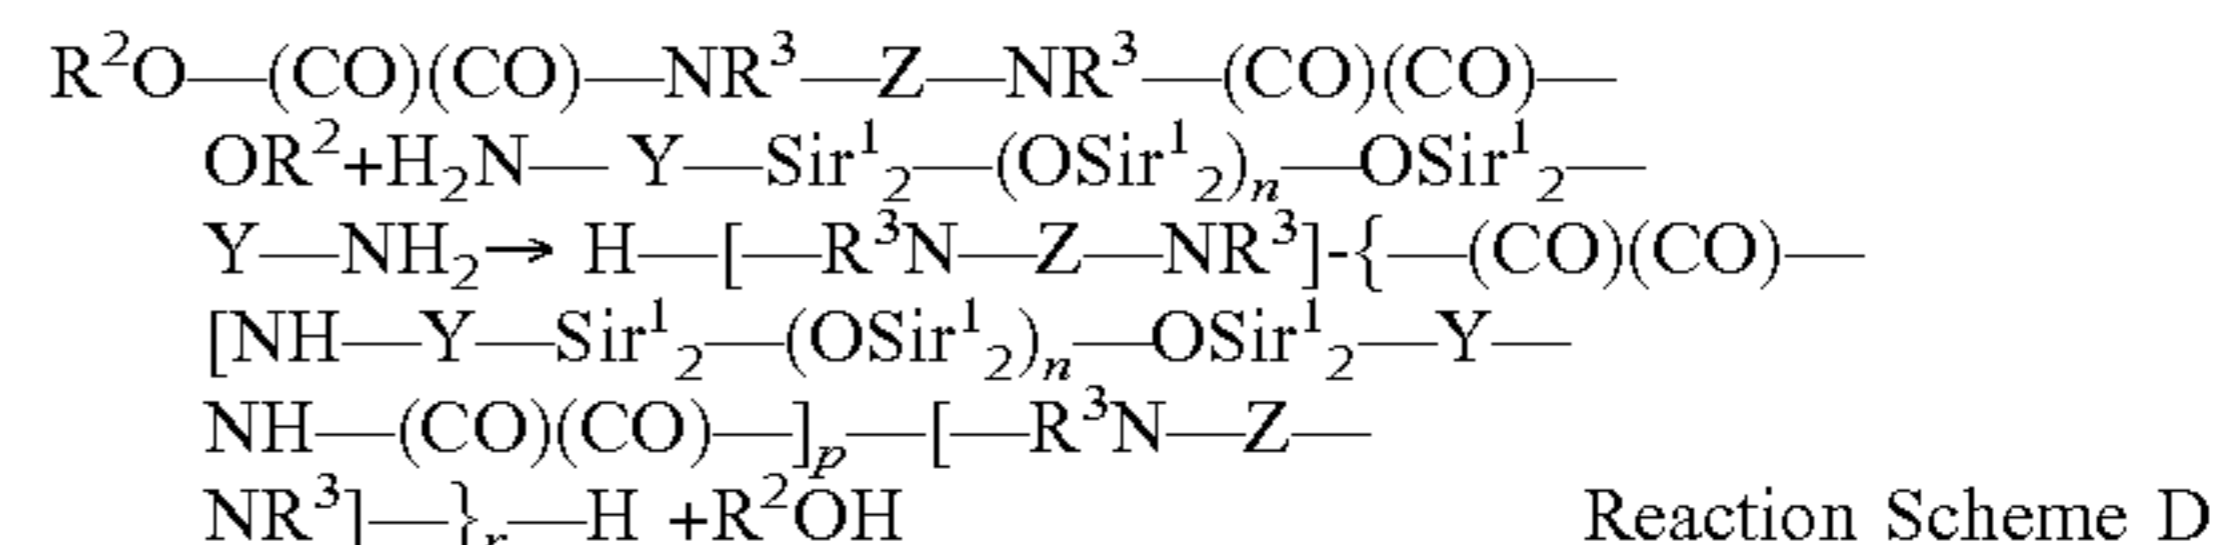 R²O—(CO)(CO)—NR³—Z—NR³—(CO)(CO)—
OR²+H₂N— Y—Sir¹₂—(OSir¹₂)ₙ—OSir¹₂—
Y—NH₂→ H—[—R³N—Z—NR³]-{—(CO)(CO)—
[NH—Y—Sir¹₂—(OSir¹₂)ₙ—OSir¹₂—Y—
NH—(CO)(CO)—]ₚ—[—R³N—Z—
NR³]—}ᵣ—H +R²OH Reaction Scheme D